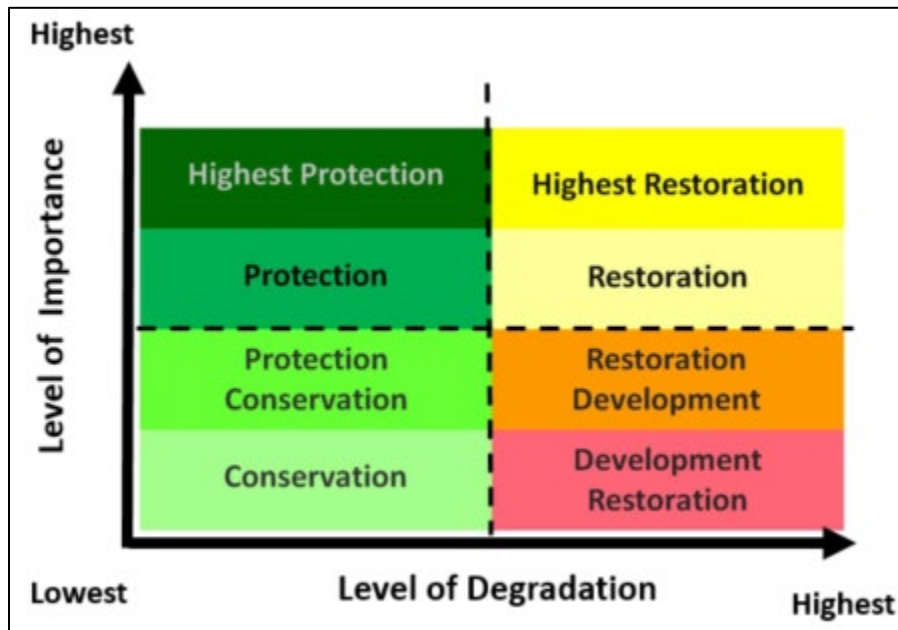 Highest
Level of Importance
Highest Protection
Highest Restoration
Protection
Restoration
Protection
Conservation
Restoration
Development
Conservation
Development
Restoration
Lowest
Level of Degradation
Highest